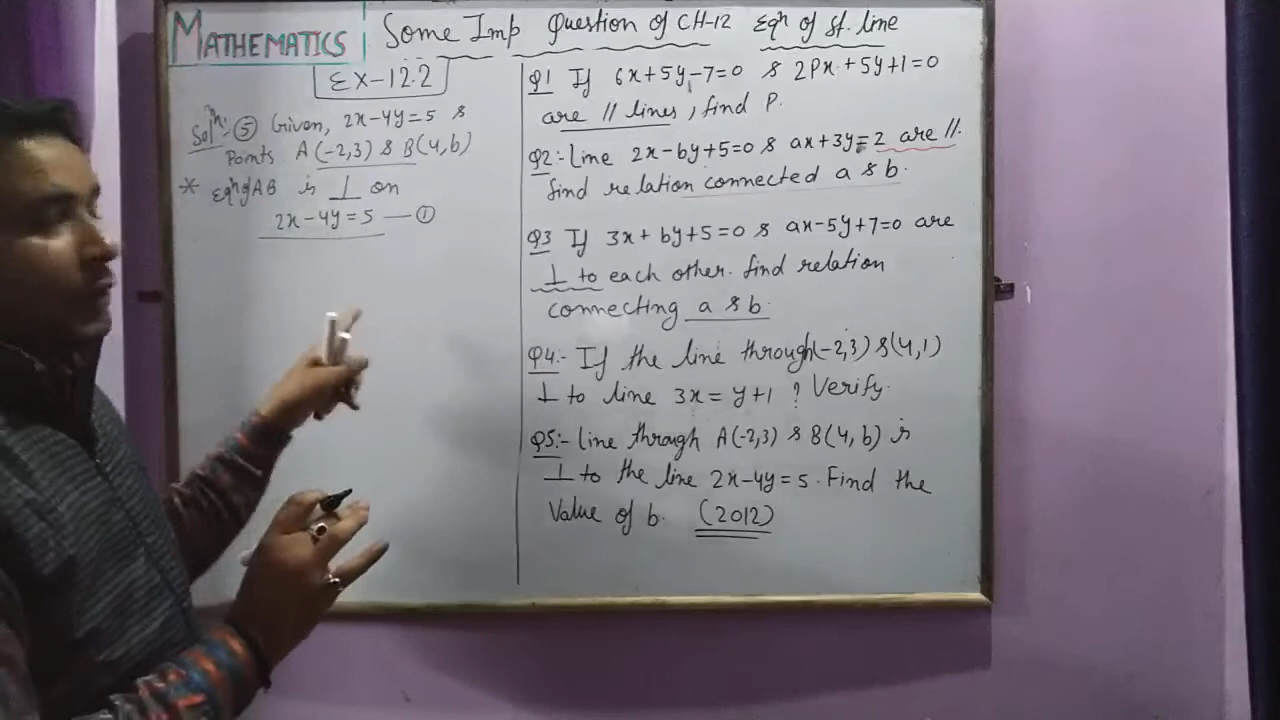 MATHEMATICS
Some Imp Question of CH-12 Eqⁿ of St. line
EX-12.2
Solⁿ:- ⑤ Given, 2x-4y=5 &
Points A(-2,3) & B(4,b)
* Eqⁿ of AB is ⊥ on
2x-4y=5 —①
Q1 If 6x+5y-7=0 & 2Px+5y+1=0
are // lines, find P.
Q2:- Line 2x-by+5=0 & ax+3y=2 are //.
find relation connected a & b.
Q3 If 3x+by+5=0 & ax-5y+7=0 are
⊥ to each other. find relation
connecting a & b.
Q4:- If the line through (-2,3) & (4,1)
⊥ to line 3x=y+1 ? Verify.
Q5:- Line through A(-2,3) & B(4,b) is
⊥ to the line 2x-4y=5. Find the
Value of b. (2012)